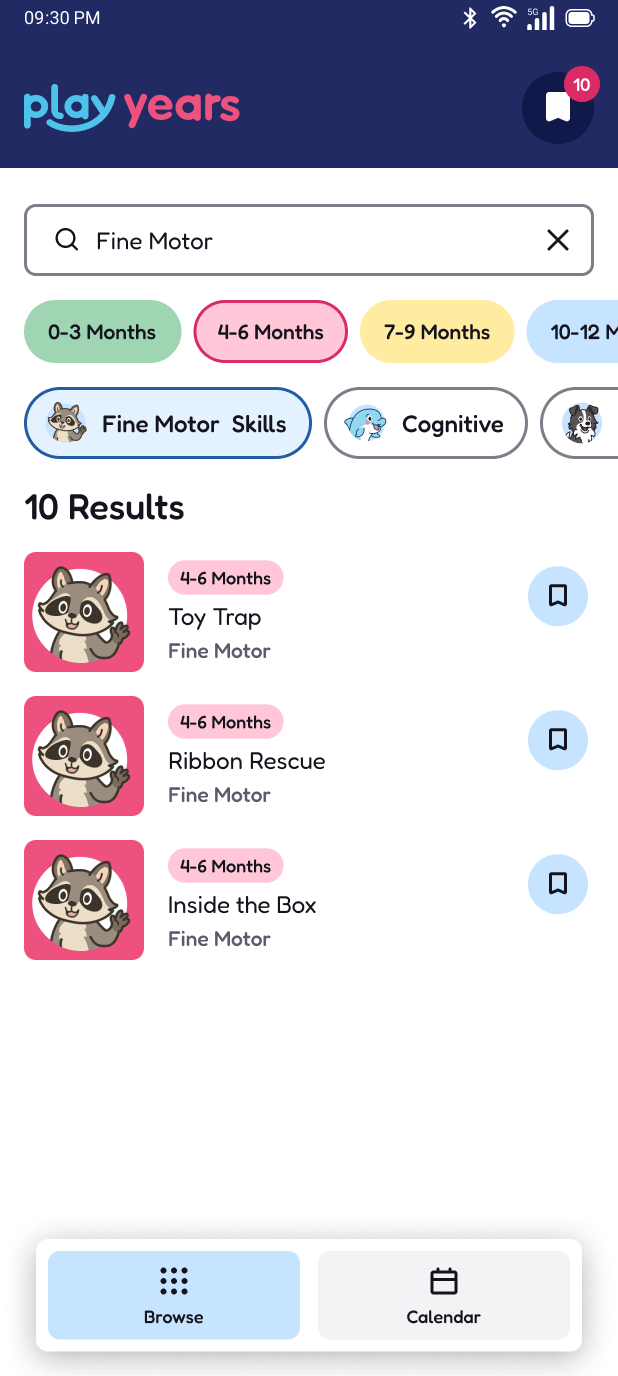 09:30 PM
5G
play years
10
Fine Motor
0-3 Months
4-6 Months
7-9 Months
10-12 M
Fine Motor  Skills
Cognitive
10 Results
4-6 Months
Toy Trap
Fine Motor
4-6 Months
Ribbon Rescue
Fine Motor
4-6 Months
Inside the Box
Fine Motor
Browse
Calendar